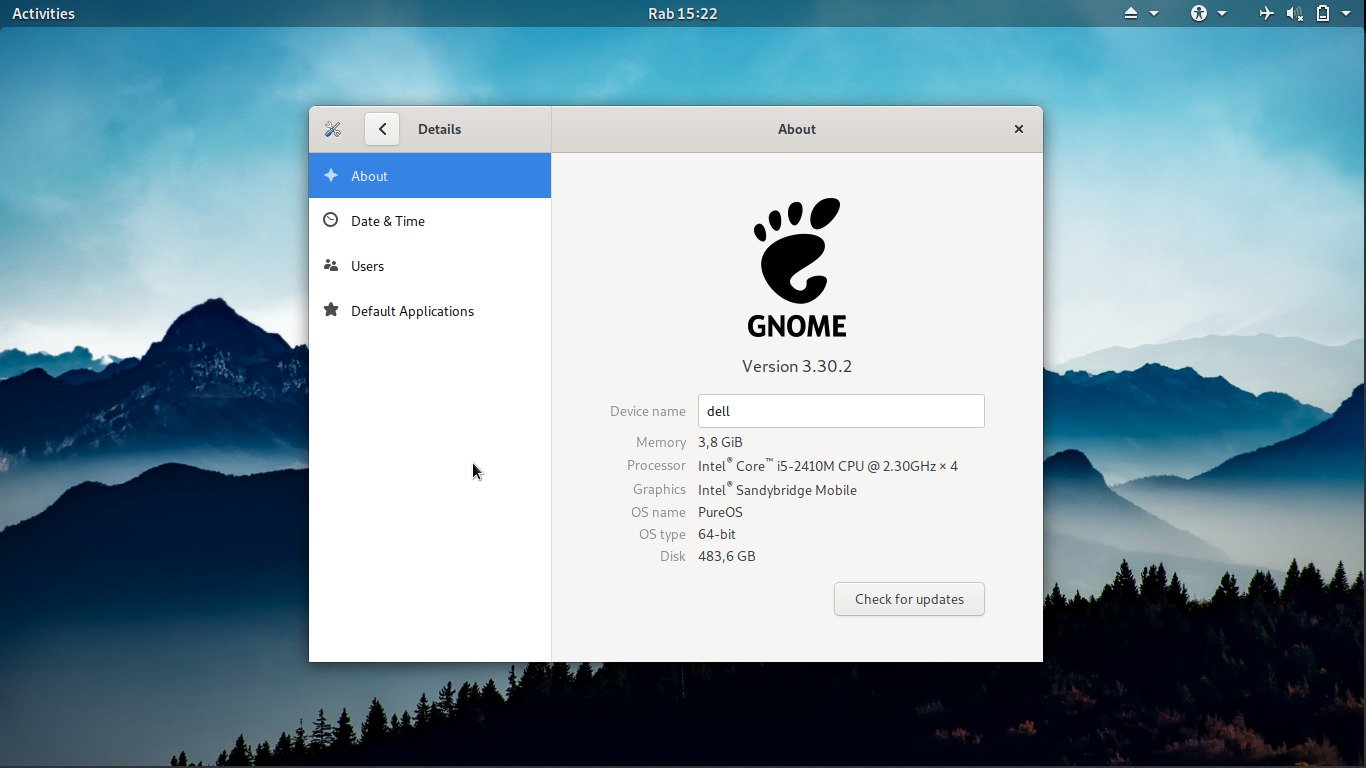 Activities
Rab 15:22
Details
About
About
Date & Time
Users
Default Applications
GNOME
Version 3.30.2
Device name dell
Memory 3,8 GiB
Processor Intel® Core™ i5-2410M CPU @ 2.30GHz × 4
Graphics Intel® Sandybridge Mobile
OS name PureOS
OS type 64-bit
Disk 483,6 GB
Check for updates